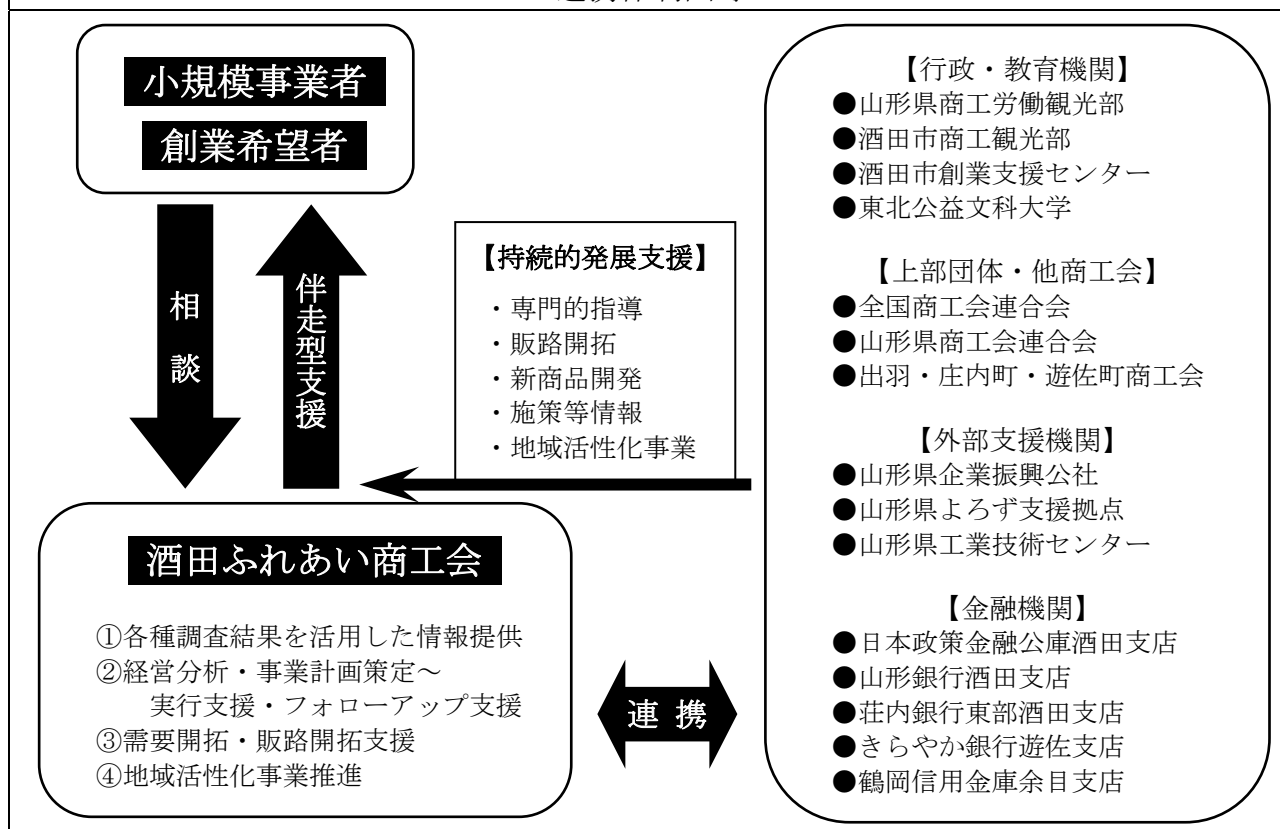 小規模事業者
創業希望者
相談
伴走型支援
【持続的発展支援】
・専門的指導
・販路開拓
・新商品開発
・施策等情報
・地域活性化事業
酒田ふれあい商工会
①各種調査結果を活用した情報提供
②経営分析・事業計画策定～
実行支援・フォローアップ支援
③需要開拓・販路開拓支援
④地域活性化事業推進
連携
【行政・教育機関】
●山形県商工労働観光部
●酒田市商工観光部
●酒田市創業支援センター
●東北公益文科大学
【上部団体・他商工会】
●全国商工会連合会
●山形県商工会連合会
●出羽・庄内町・遊佐町商工会
【外部支援機関】
●山形県企業振興公社
●山形県よろず支援拠点
●山形県工業技術センター
【金融機関】
●日本政策金融公庫酒田支店
●山形銀行酒田支店
●荘内銀行東部酒田支店
●きらやか銀行遊佐支店
●鶴岡信用金庫余目支店